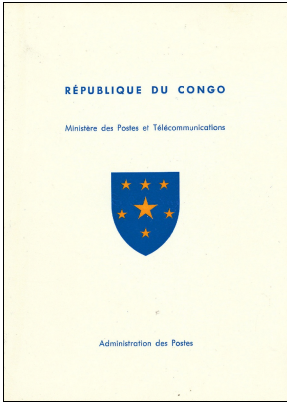 RÉPUBLIQUE DU CONGO
Ministère des Postes et Télécommunications
Administration des Postes